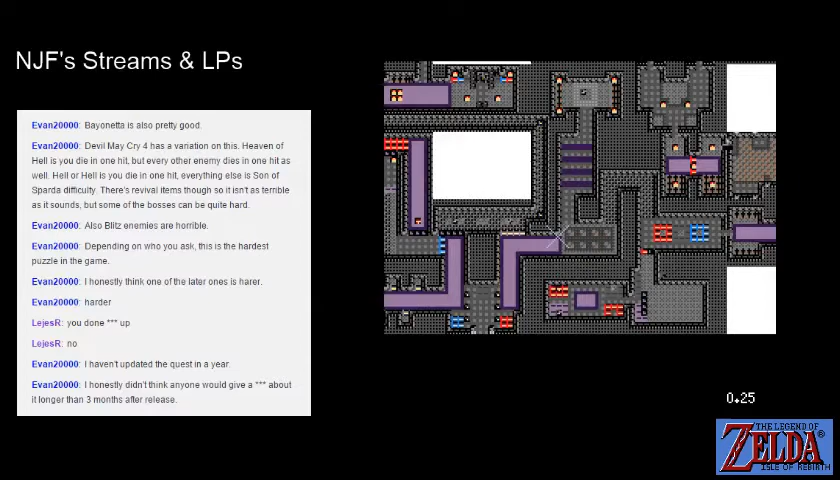 NJF's Streams & LPs
Evan20000: Bayonetta is also pretty good.
Evan20000: Devil May Cry 4 has a variation on this. Heaven of
Hell is you die in one hit, but every other enemy dies in one hit as
well. Hell or Hell is you die in one hit, everything else is Son of
Sparda difficulty. There's revival items though so it isn't as terrible
as it sounds, but some of the bosses can be quite hard.
Evan20000: Also Blitz enemies are horrible.
Evan20000: Depending on who you ask, this is the hardest
puzzle in the game.
Evan20000: I honestly think one of the later ones is harer.
Evan20000: harder
LejesR: you done *** up
LejesR: no
Evan20000: I haven't updated the quest in a year.
Evan20000: I honestly didn't think anyone would give a *** about
it longer than 3 months after release.
0.25
THE LEGEND OF
ZELDA®
ISLE OF REBIRTH